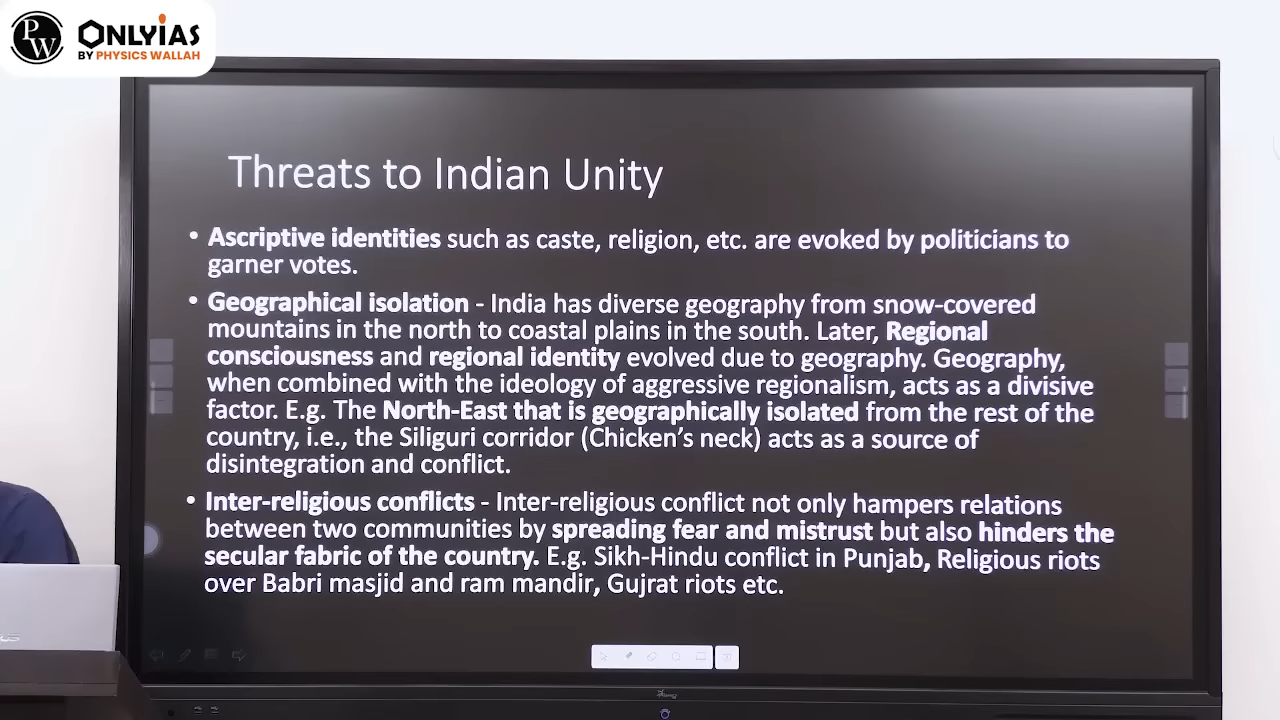 PW
ONLYIAS
BY PHYSICS WALLAH
Threats to Indian Unity
• Ascriptive identities such as caste, religion, etc. are evoked by politicians to
garner votes.
• Geographical isolation - India has diverse geography from snow-covered
mountains in the north to coastal plains in the south. Later, Regional
consciousness and regional identity evolved due to geography. Geography,
when combined with the ideology of aggressive regionalism, acts as a divisive
factor. E.g. The North-East that is geographically isolated from the rest of the
country, i.e., the Siliguri corridor (Chicken's neck) acts as a source of
disintegration and conflict.
• Inter-religious conflicts - Inter-religious conflict not only hampers relations
between two communities by spreading fear and mistrust but also hinders the
secular fabric of the country. E.g. Sikh-Hindu conflict in Punjab, Religious riots
over Babri masjid and ram mandir, Gujrat riots etc.